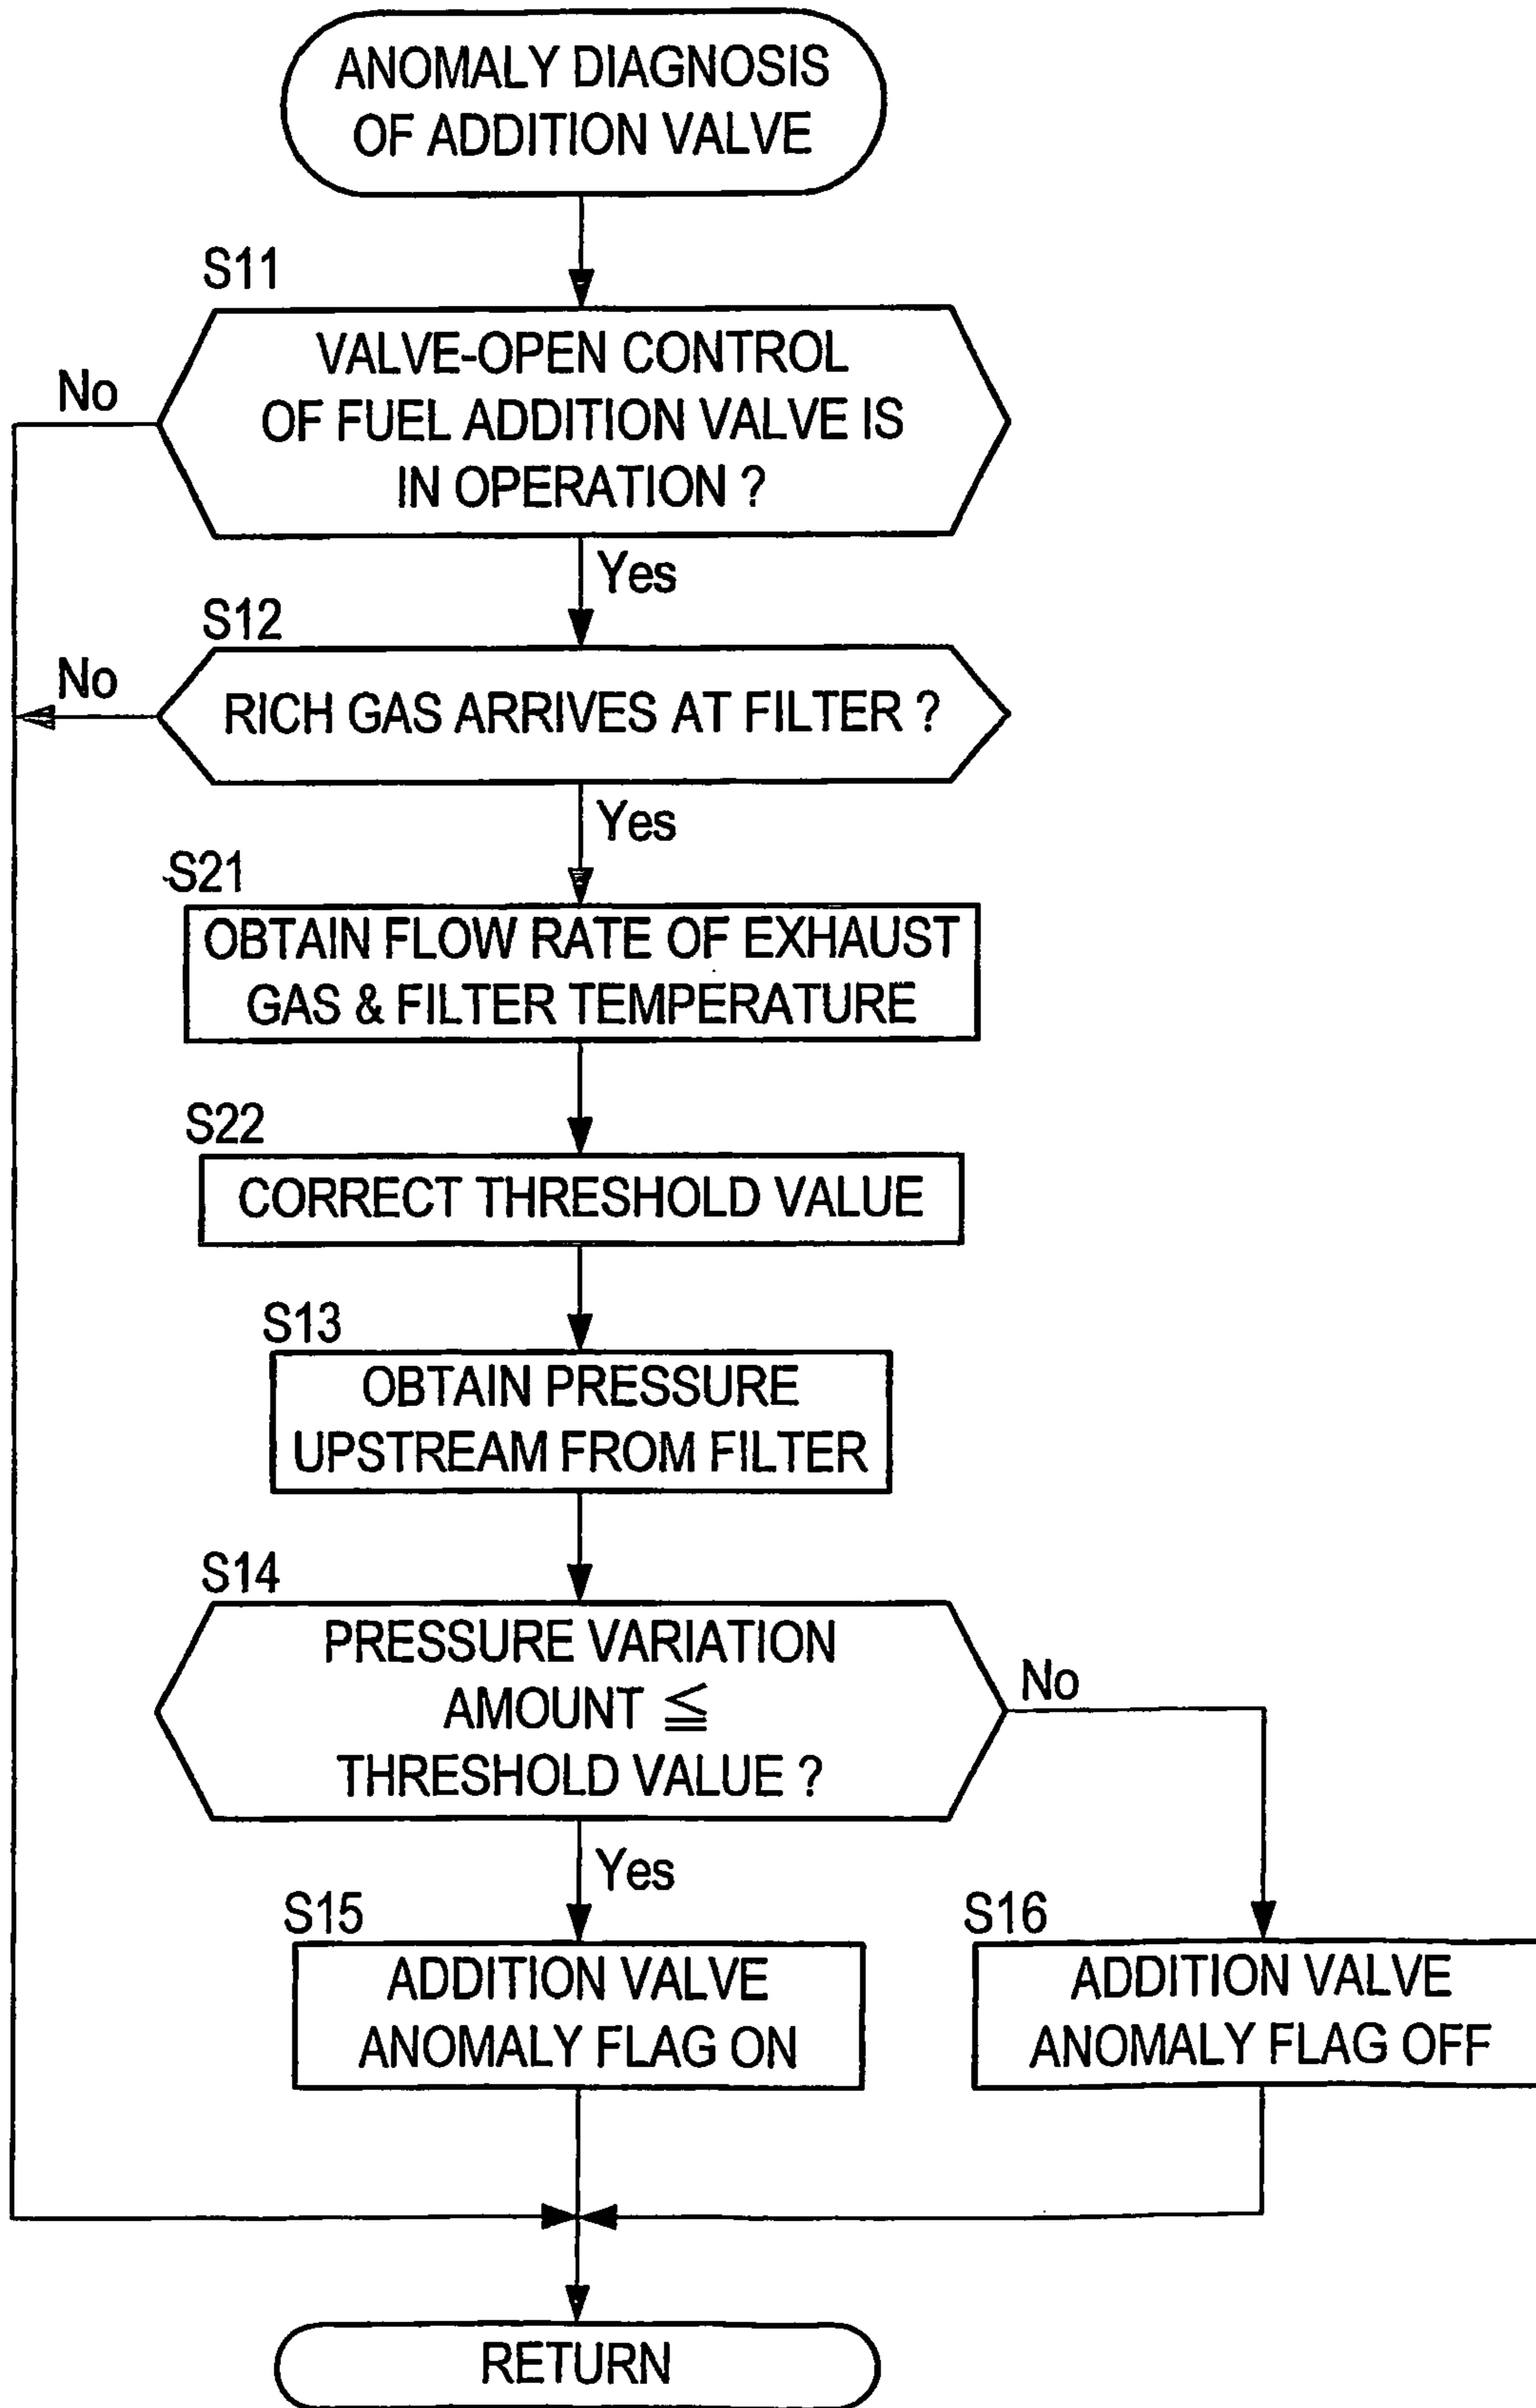 ANOMALY DIAGNOSIS
OF ADDITION VALVE
S11
VALVE-OPEN CONTROL
OF FUEL ADDITION VALVE IS
IN OPERATION ?
No
Yes
S12
RICH GAS ARRIVES AT FILTER ?
No
Yes
S21
OBTAIN FLOW RATE OF EXHAUST
GAS & FILTER TEMPERATURE
S22
CORRECT THRESHOLD VALUE
S13
OBTAIN PRESSURE
UPSTREAM FROM FILTER
S14
PRESSURE VARIATION
AMOUNT ≦
THRESHOLD VALUE ?
No
Yes
S15
ADDITION VALVE
ANOMALY FLAG ON
S16
ADDITION VALVE
ANOMALY FLAG OFF
RETURN